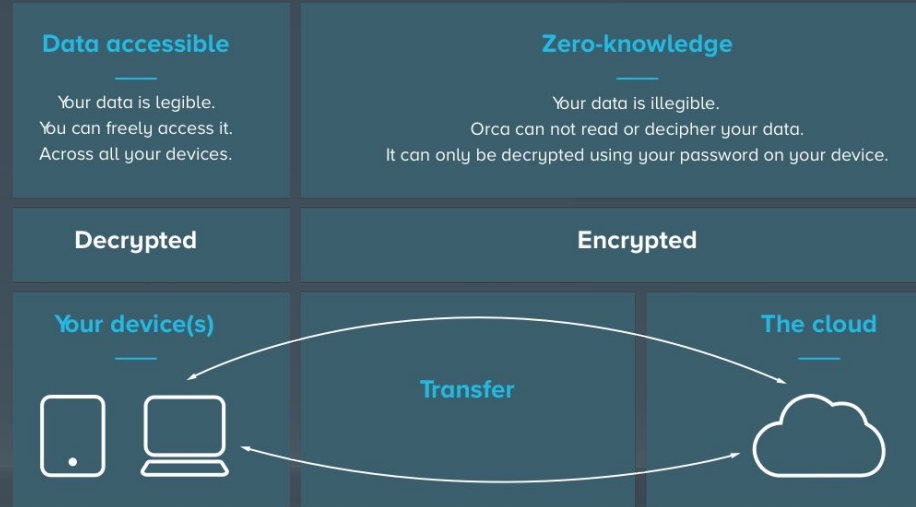 Data accessible
Your data is legible.
You can freely access it.
Across all your devices.
Zero-knowledge
Your data is illegible.
Orca can not read or decipher your data.
It can only be decrypted using your password on your device.
Decrypted
Encrypted
Your device(s)
Transfer
The cloud